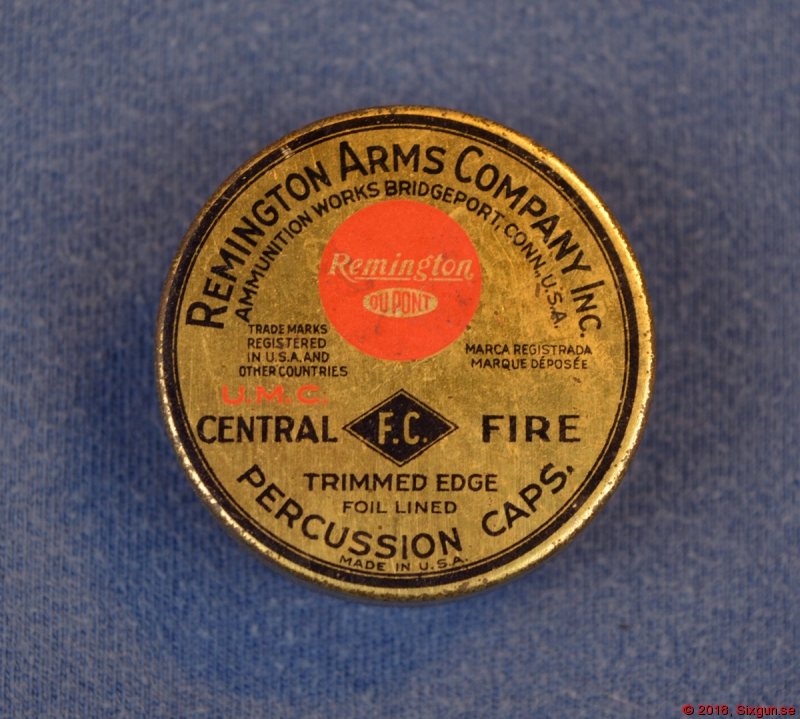 REMINGTON ARMS COMPANY INC.
AMMUNITION WORKS BRIDGEPORT, CONN., U.S.A.
Remington
DU PONT
TRADE MARKS
REGISTERED
IN U.S.A. AND
OTHER COUNTRIES
MARCA REGISTRADA
MARQUE DÉPOSÉE
U.M.C.
CENTRAL F.C. FIRE
TRIMMED EDGE
FOIL LINED
PERCUSSION CAPS.
MADE IN U.S.A.
© 2018, Sixgun.se